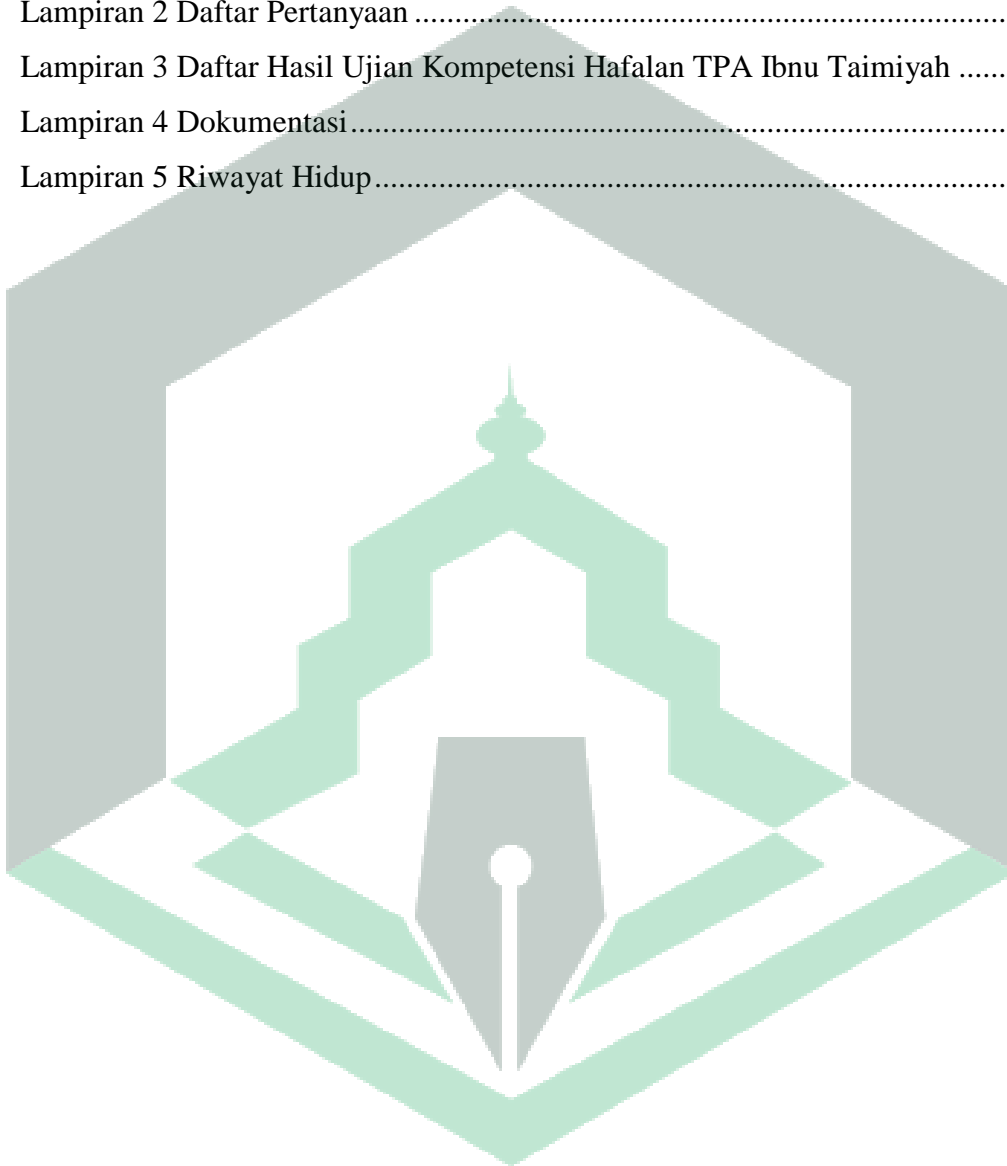 Lampiran 2 Daftar Pertanyaan ..........................................................................
Lampiran 3 Daftar Hasil Ujian Kompetensi Hafalan TPA Ibnu Taimiyah ......
Lampiran 4 Dokumentasi..................................................................................
Lampiran 5 Riwayat Hidup...............................................................................